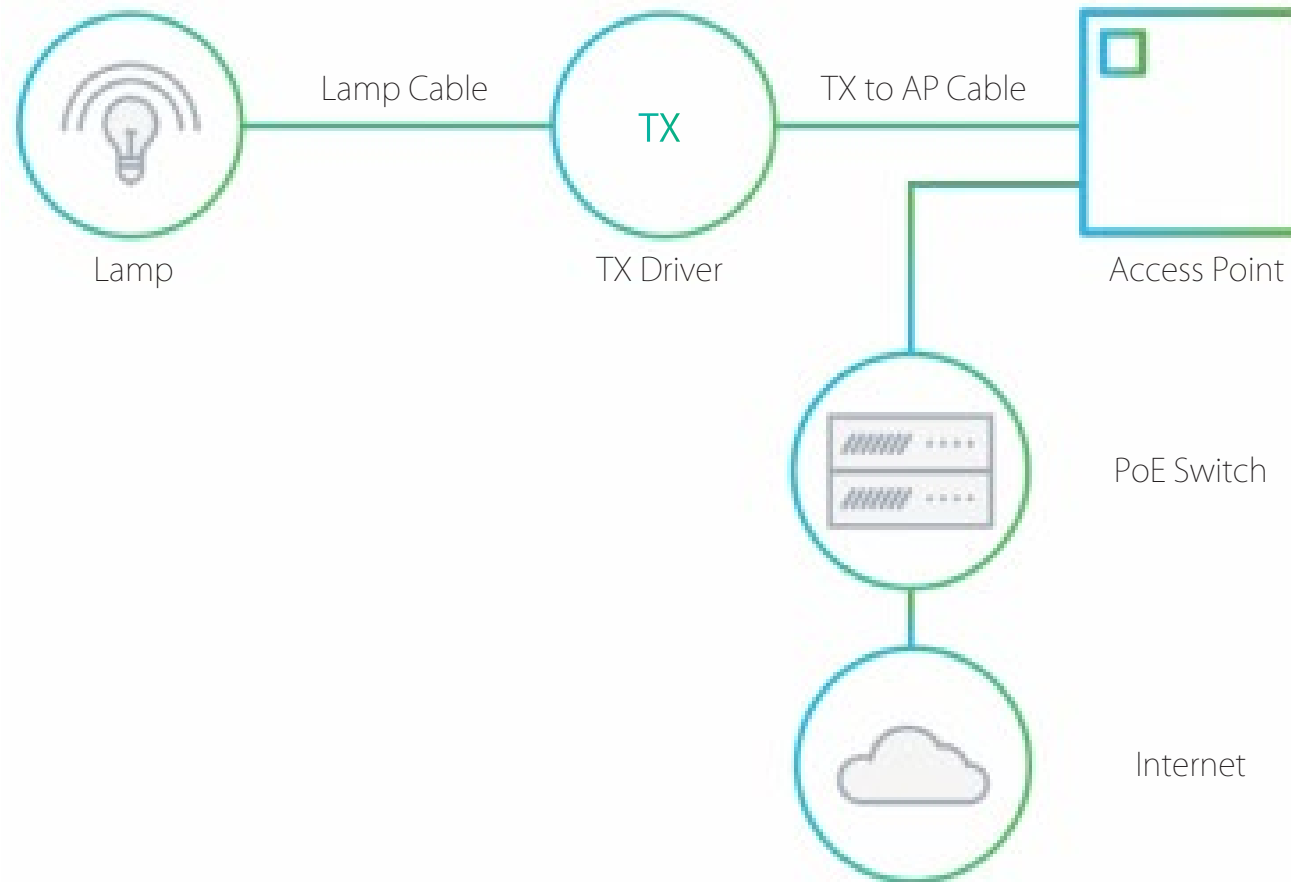 Lamp Cable
TX to AP Cable
TX
Lamp
TX Driver
Access Point
PoE Switch
Internet